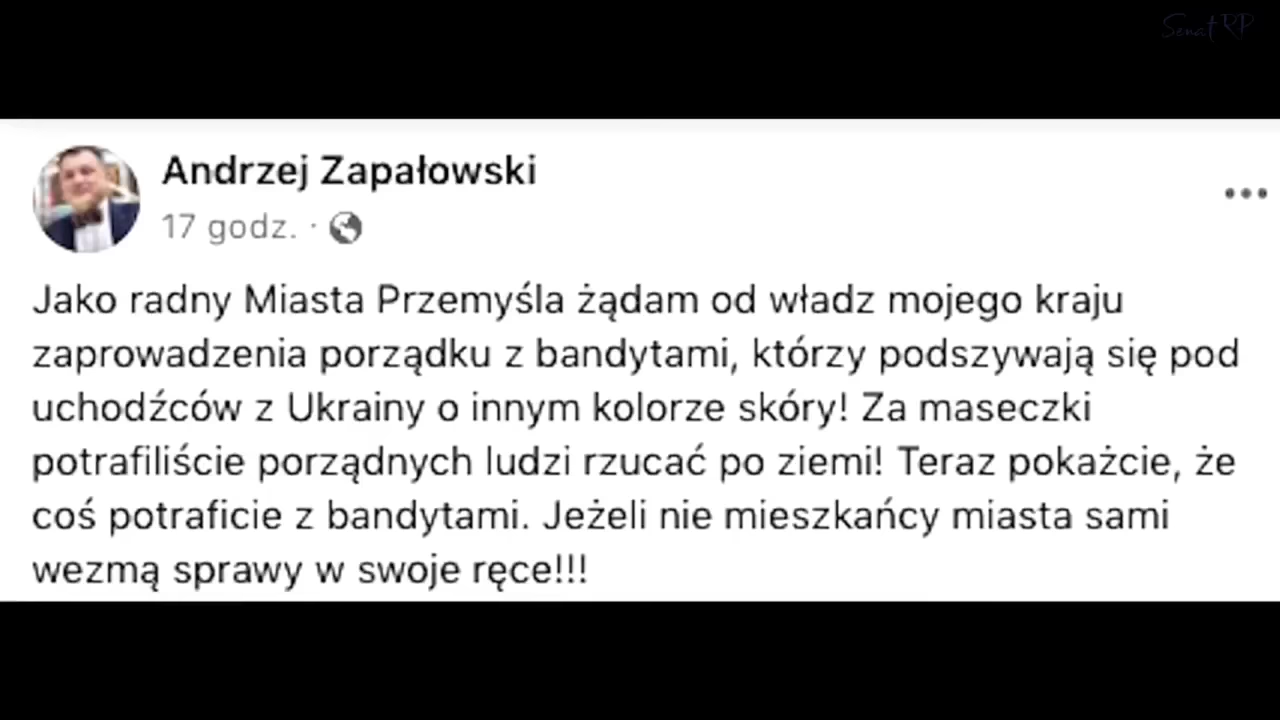 Senat RP
Andrzej Zapałowski
17 godz. ·
Jako radny Miasta Przemyśla żądam od władz mojego kraju
zaprowadzenia porządku z bandytami, którzy podszywają się pod
uchodźców z Ukrainy o innym kolorze skóry! Za maseczki
potrafiliście porządnych ludzi rzucać po ziemi! Teraz pokażcie, że
coś potraficie z bandytami. Jeżeli nie mieszkańcy miasta sami
wezmą sprawy w swoje ręce!!!